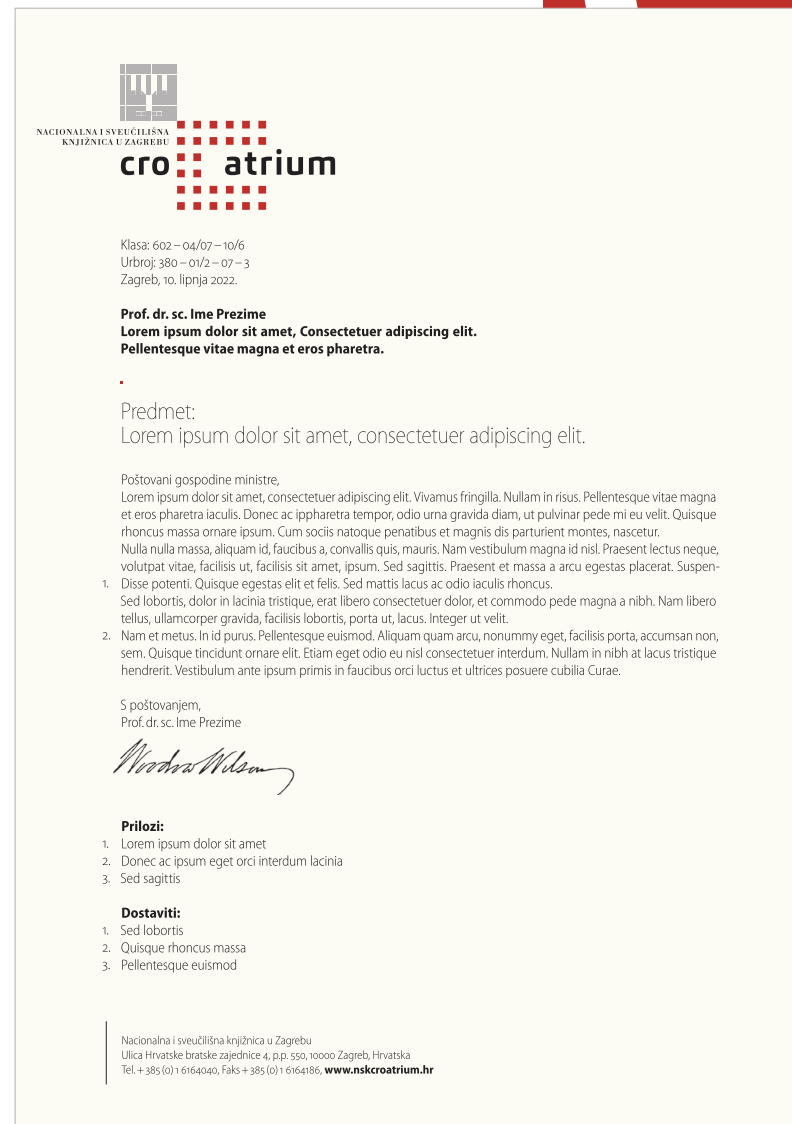 NACIONALNA I SVEUČILIŠNA
KNJIŽNICA U ZAGREBU
cro atrium
Klasa: 602 – 04/07 – 10/6
Urbroj: 380 – 01/2 – 07 – 3
Zagreb, 10. lipnja 2022.
Prof. dr. sc. Ime Prezime
Lorem ipsum dolor sit amet, Consectetuer adipiscing elit.
Pellentesque vitae magna et eros pharetra.
Predmet:
Lorem ipsum dolor sit amet, consectetuer adipiscing elit.
Poštovani gospodine ministre,
Lorem ipsum dolor sit amet, consectetuer adipiscing elit. Vivamus fringilla. Nullam in risus. Pellentesque vitae magna
et eros pharetra iaculis. Donec ac ippharetra tempor, odio urna gravida diam, ut pulvinar pede mi eu velit. Quisque
rhoncus massa ornare ipsum. Cum sociis natoque penatibus et magnis dis parturient montes, nascetur.
Nulla nulla massa, aliquam id, faucibus a, convallis quis, mauris. Nam vestibulum magna id nisl. Praesent lectus neque,
volutpat vitae, facilisis ut, facilisis sit amet, ipsum. Sed sagittis. Praesent et massa a arcu egestas placerat. Suspen-
1. Disse potenti. Quisque egestas elit et felis. Sed mattis lacus ac odio iaculis rhoncus.
Sed lobortis, dolor in lacinia tristique, erat libero consectetuer dolor, et commodo pede magna a nibh. Nam libero
tellus, ullamcorper gravida, facilisis lobortis, porta ut, lacus. Integer ut velit.
2. Nam et metus. In id purus. Pellentesque euismod. Aliquam quam arcu, nonummy eget, facilisis porta, accumsan non,
sem. Quisque tincidunt ornare elit. Etiam eget odio eu nisl consectetuer interdum. Nullam in nibh at lacus tristique
hendrerit. Vestibulum ante ipsum primis in faucibus orci luctus et ultrices posuere cubilia Curae.
S poštovanjem,
Prof. dr. sc. Ime Prezime
Woodrow Wilson
Prilozi:
1. Lorem ipsum dolor sit amet
2. Donec ac ipsum eget orci interdum lacinia
3. Sed sagittis
Dostaviti:
1. Sed lobortis
2. Quisque rhoncus massa
3. Pellentesque euismod
Nacionalna i sveučilišna knjižnica u Zagrebu
Ulica Hrvatske bratske zajednice 4, p.p. 550, 10000 Zagreb, Hrvatska
Tel. + 385 (0) 1 6164040, Faks + 385 (0) 1 6164186, www.nskcroatrium.hr